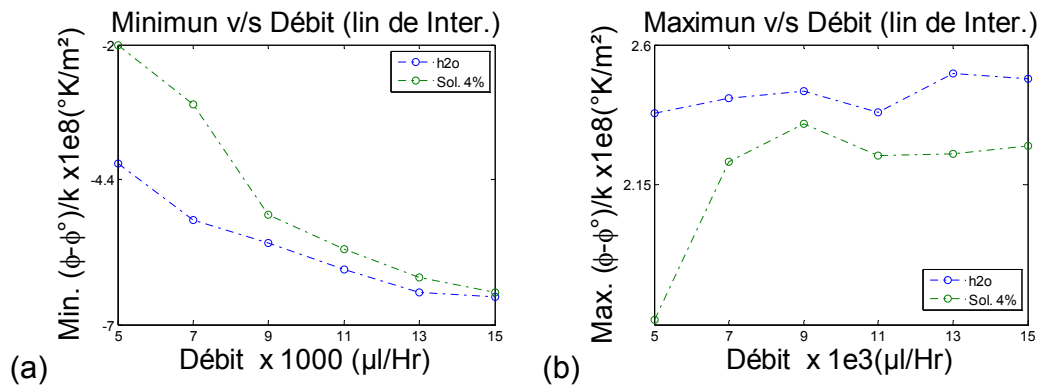 Minimun v/s Débit (lin de Inter.)
-2
-4.4
-7
Min. (ϕ-ϕ°)/k x1e8(°K/m²)
h2o
Sol. 4%
5 7 9 11 13 15
Débit x 1000 (µl/Hr)
(a)
Maximun v/s Débit (lin de Inter.)
2.6
2.15
Max. (ϕ-ϕ°)/k x1e8(°K/m²)
h2o
Sol. 4%
5 7 9 11 13 15
Débit x 1e3(µl/Hr)
(b)